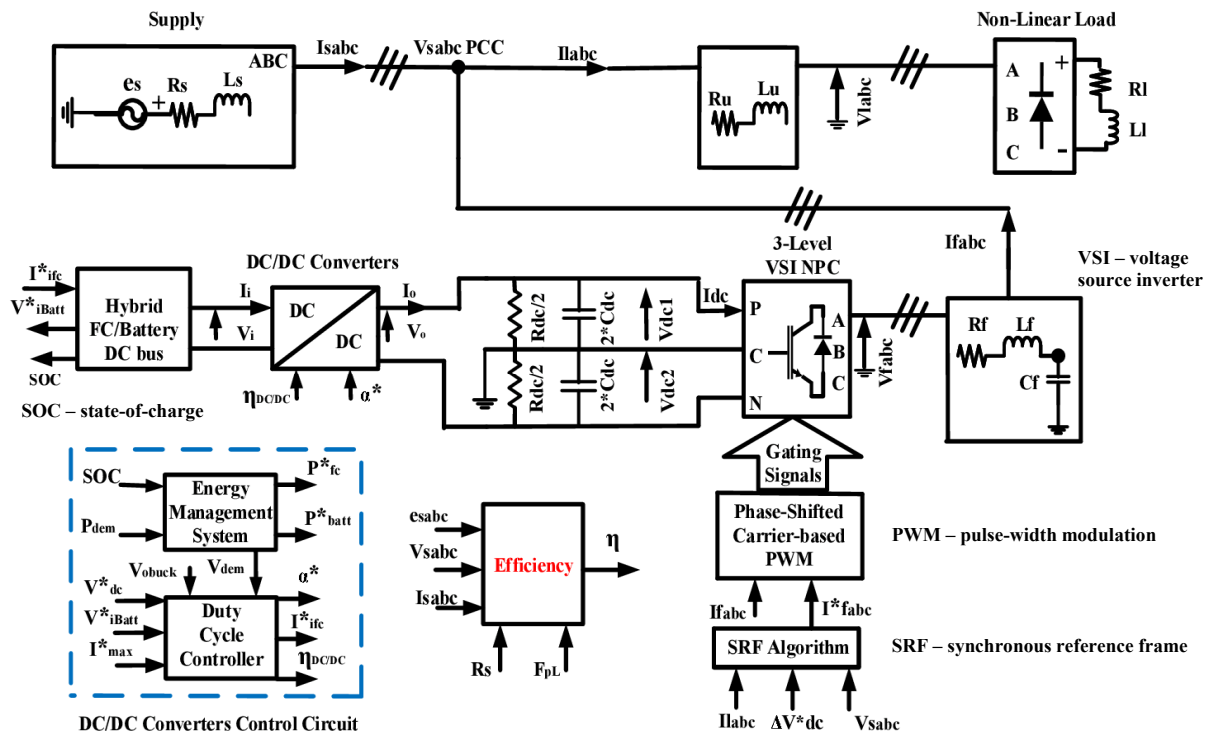 Supply
Non-Linear Load
Isabc
Vsabc PCC
Ilabc
ABC
es
+
Rs
Ls
Ru
Lu
Vlabc
A
B
C
+
-
Rl
Ll
3-Level
VSI NPC
Ifabc
VSI – voltage
source inverter
DC/DC Converters
I*ifc
V*iBatt
SOC
Hybrid
FC/Battery
DC bus
Ii
Vi
DC
DC
Io
Vo
ηDC/DC
α*
Rdc/2
Rdc/2
2*Cdc
2*Cdc
Vdc1
Vdc2
Idc
P
C
N
A
B
C
Vfabc
Rf
Lf
Cf
SOC – state-of-charge
Gating
Signals
SOC
Pdem
Energy
Management
System
P*fc
P*batt
Vobuck
Vdem
V*dc
V*iBatt
I*max
Duty
Cycle
Controller
α*
I*ifc
ηDC/DC
DC/DC Converters Control Circuit
esabc
Vsabc
Isabc
Efficiency
η
Rs
FpL
Phase-Shifted
Carrier-based
PWM
PWM – pulse-width modulation
Ifabc
I*fabc
SRF Algorithm
SRF – synchronous reference frame
Ilabc
ΔV*dc
Vsabc